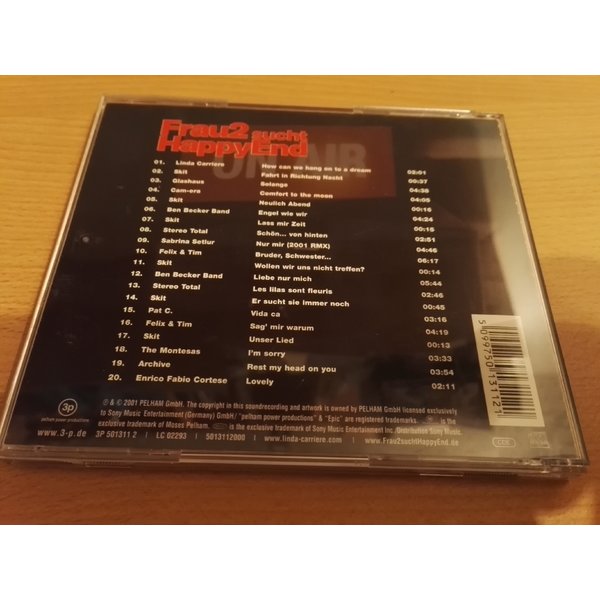 Frau2 sucht
HappyEnd
ON AIR
01. Linda Carriere How can we hang on to a dream 02:01
02. Skit Fahrt in Richtung Nacht 00:37
03. Glashaus Solange 04:38
04. Cam-era Comfort to the moon 04:05
05. Skit Neulich Abend 00:16
06. Ben Becker Band Engel wie wir 04:24
07. Skit Lass mir Zeit 00:15
08. Stereo Total Schön... von hinten 02:51
09. Sabrina Setlur Nur mir (2001 RMX) 04:46
10. Felix & Tim Bruder, Schwester... 06:17
11. Skit Wollen wir uns nicht treffen? 00:14
12. Ben Becker Band Liebe nur mich 05:44
13. Stereo Total Les lilas sont fleuris 02:46
14. Skit Er sucht sie immer noch 00:45
15. Pat C. Vida ca 03:16
16. Felix & Tim Sag' mir warum 04:19
17. Skit Unser Lied 00:13
18. The Montesas I'm sorry 03:33
19. Archive Rest my head on you 03:54
20. Enrico Fabio Cortese Lovely 02:11
5 099750 131121
℗ & © 2001 PELHAM GmbH. The copyright in this soundrecording and artwork is owned by PELHAM GmbH licensed exclusively
to Sony Music Entertainment (Germany) GmbH/ "pelham power productions" & "Epic" are exclusive
trademark of Moses Pelham. is the exclusive trademark of Sony Music Entertainment Inc./Distribution Sony Music.
3p
pelham power productions
www.3-p.de 3P 501311 2 LC 02293 5013112000 www.linda-carriere.com www.Frau2suchtHappyEnd.de